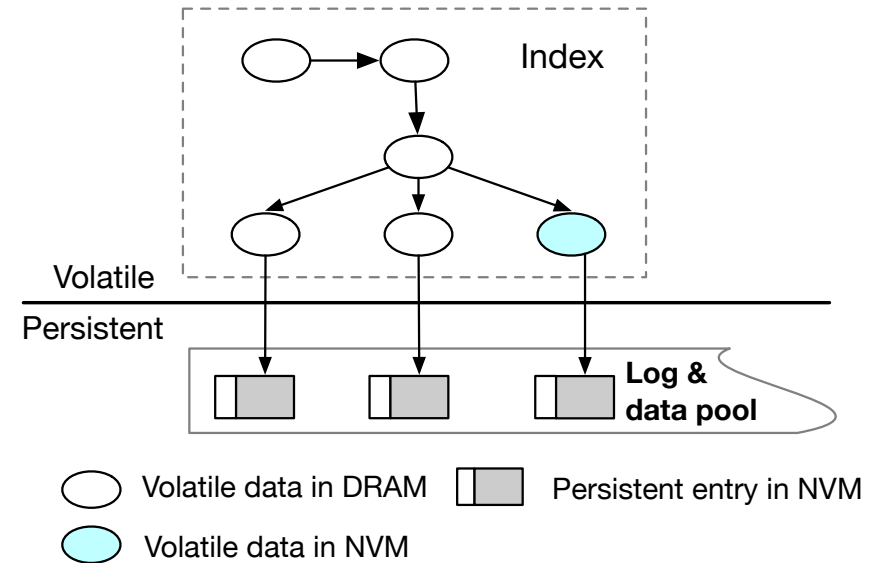 Index
Volatile
Persistent
Log &
data pool
Volatile data in DRAM
Persistent entry in NVM
Volatile data in NVM